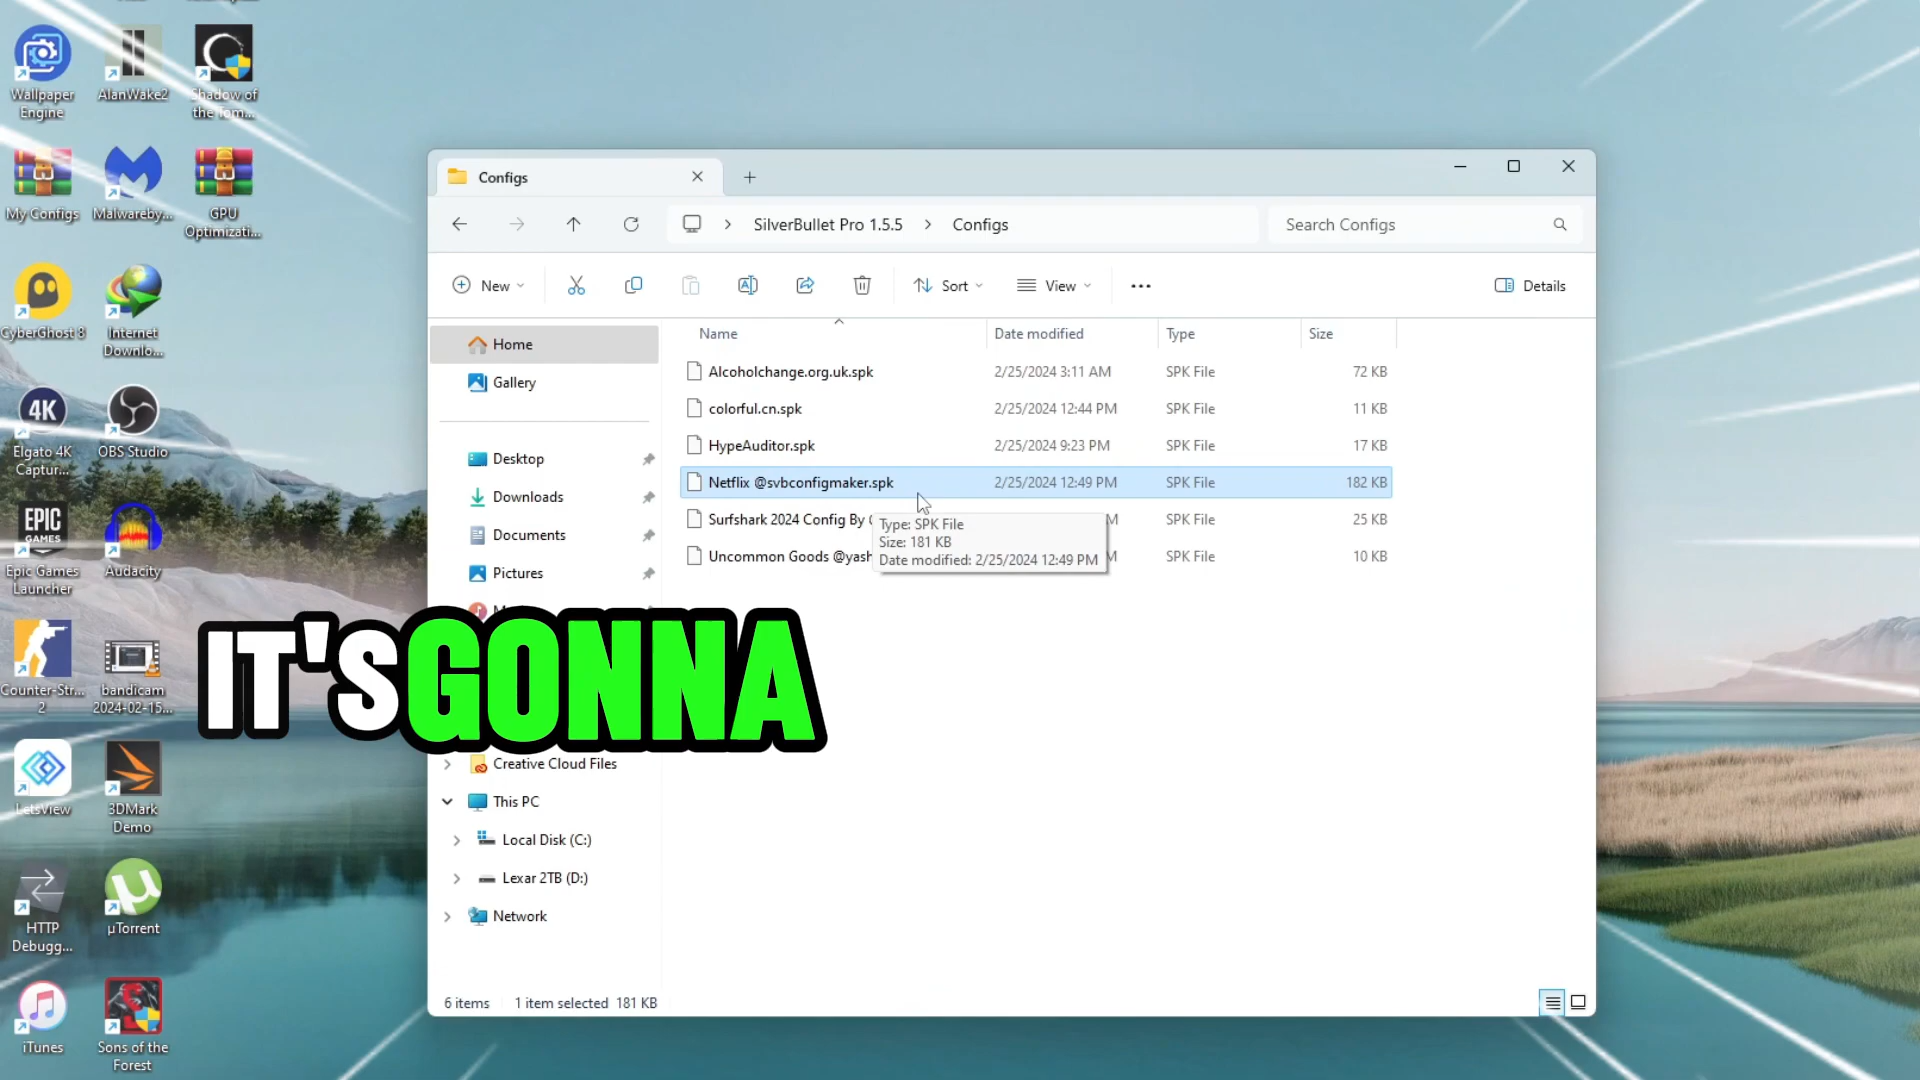 Wallpaper
Engine
AlanWake2
Shadow of
the Tom...
My Configs
Malwareby...
GPU
Optimizati...
CyberGhost 8
Internet
Downlo...
4K
Elgato 4K
Captur...
OBS Studio
EPIC
GAMES
Epic Games
Launcher
Audacity
Counter-Str...
2
bandicam
2024-02-15...
LetsView
3DMark
Demo
HTTP
Debugg...
µTorrent
iTunes
Sons of the
Forest
Configs
SilverBullet Pro 1.5.5 > Configs
Search Configs
New
Sort
View
Details
Home
Gallery
Desktop
Downloads
Documents
Pictures
Creative Cloud Files
This PC
Local Disk (C:)
Lexar 2TB (D:)
Network
Name Date modified Type Size
Alcoholchange.org.uk.spk 2/25/2024 3:11 AM SPK File 72 KB
colorful.cn.spk 2/25/2024 12:44 PM SPK File 11 KB
HypeAuditor.spk 2/25/2024 9:23 PM SPK File 17 KB
Netflix @svbconfigmaker.spk 2/25/2024 12:49 PM SPK File 182 KB
Surfshark 2024 Config By SPK File 25 KB
Uncommon Goods @yash SPK File 10 KB
Type: SPK File
Size: 181 KB
Date modified: 2/25/2024 12:49 PM
IT'S GONNA
6 items 1 item selected 181 KB